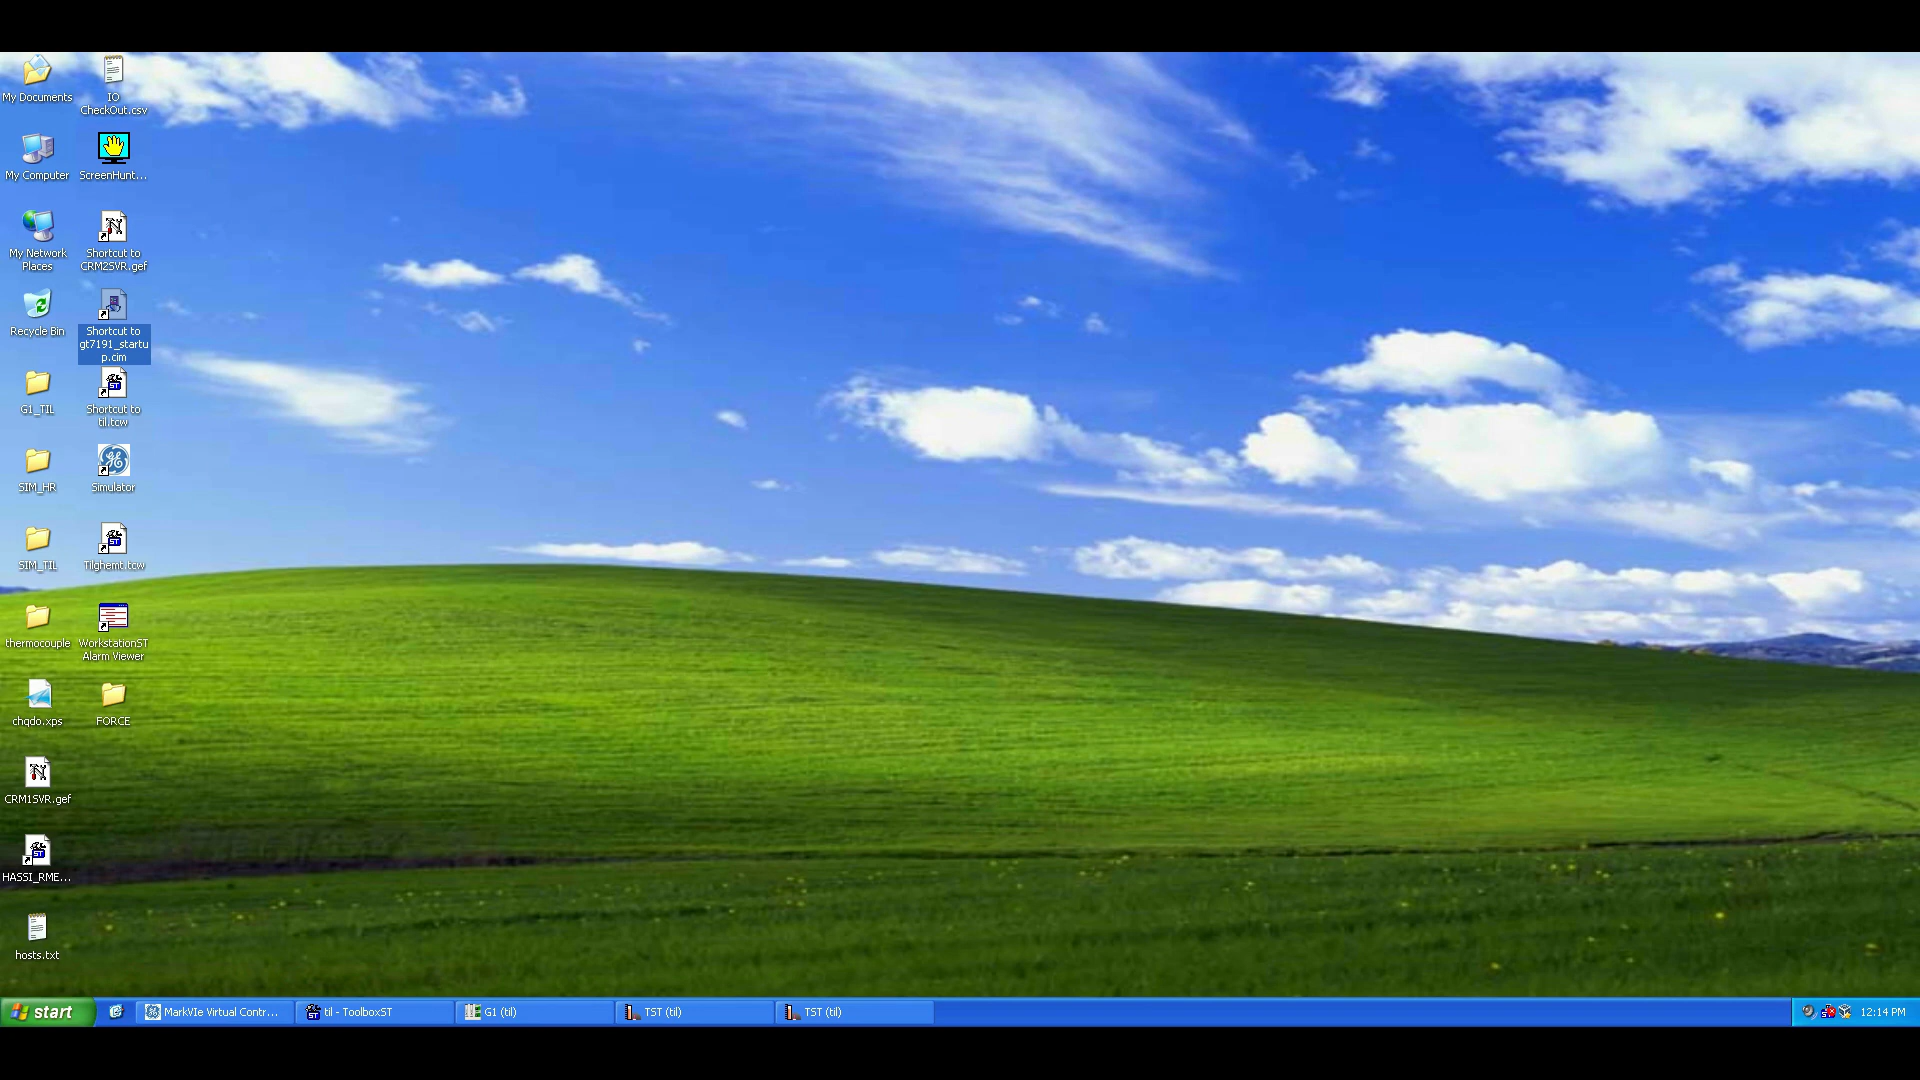 My Documents
IO
CheckOut.csv
My Computer
ScreenHunt...
My Network
Places
Shortcut to
CRM2SVR.gef
Recycle Bin
Shortcut to
gt7191_startu
p.cim
G1_TIL
Shortcut to
til.tcw
SIM_HR
Simulator
SIM_TIL
Tilghemt.tcw
thermocouple
WorkstationST
Alarm Viewer
chqdo.xps
FORCE
CRM1SVR.gef
HASSI_RME...
hosts.txt
start
MarkVIe Virtual Contr...
til - ToolboxST
G1 (til)
TST (til)
TST (til)
12:14 PM